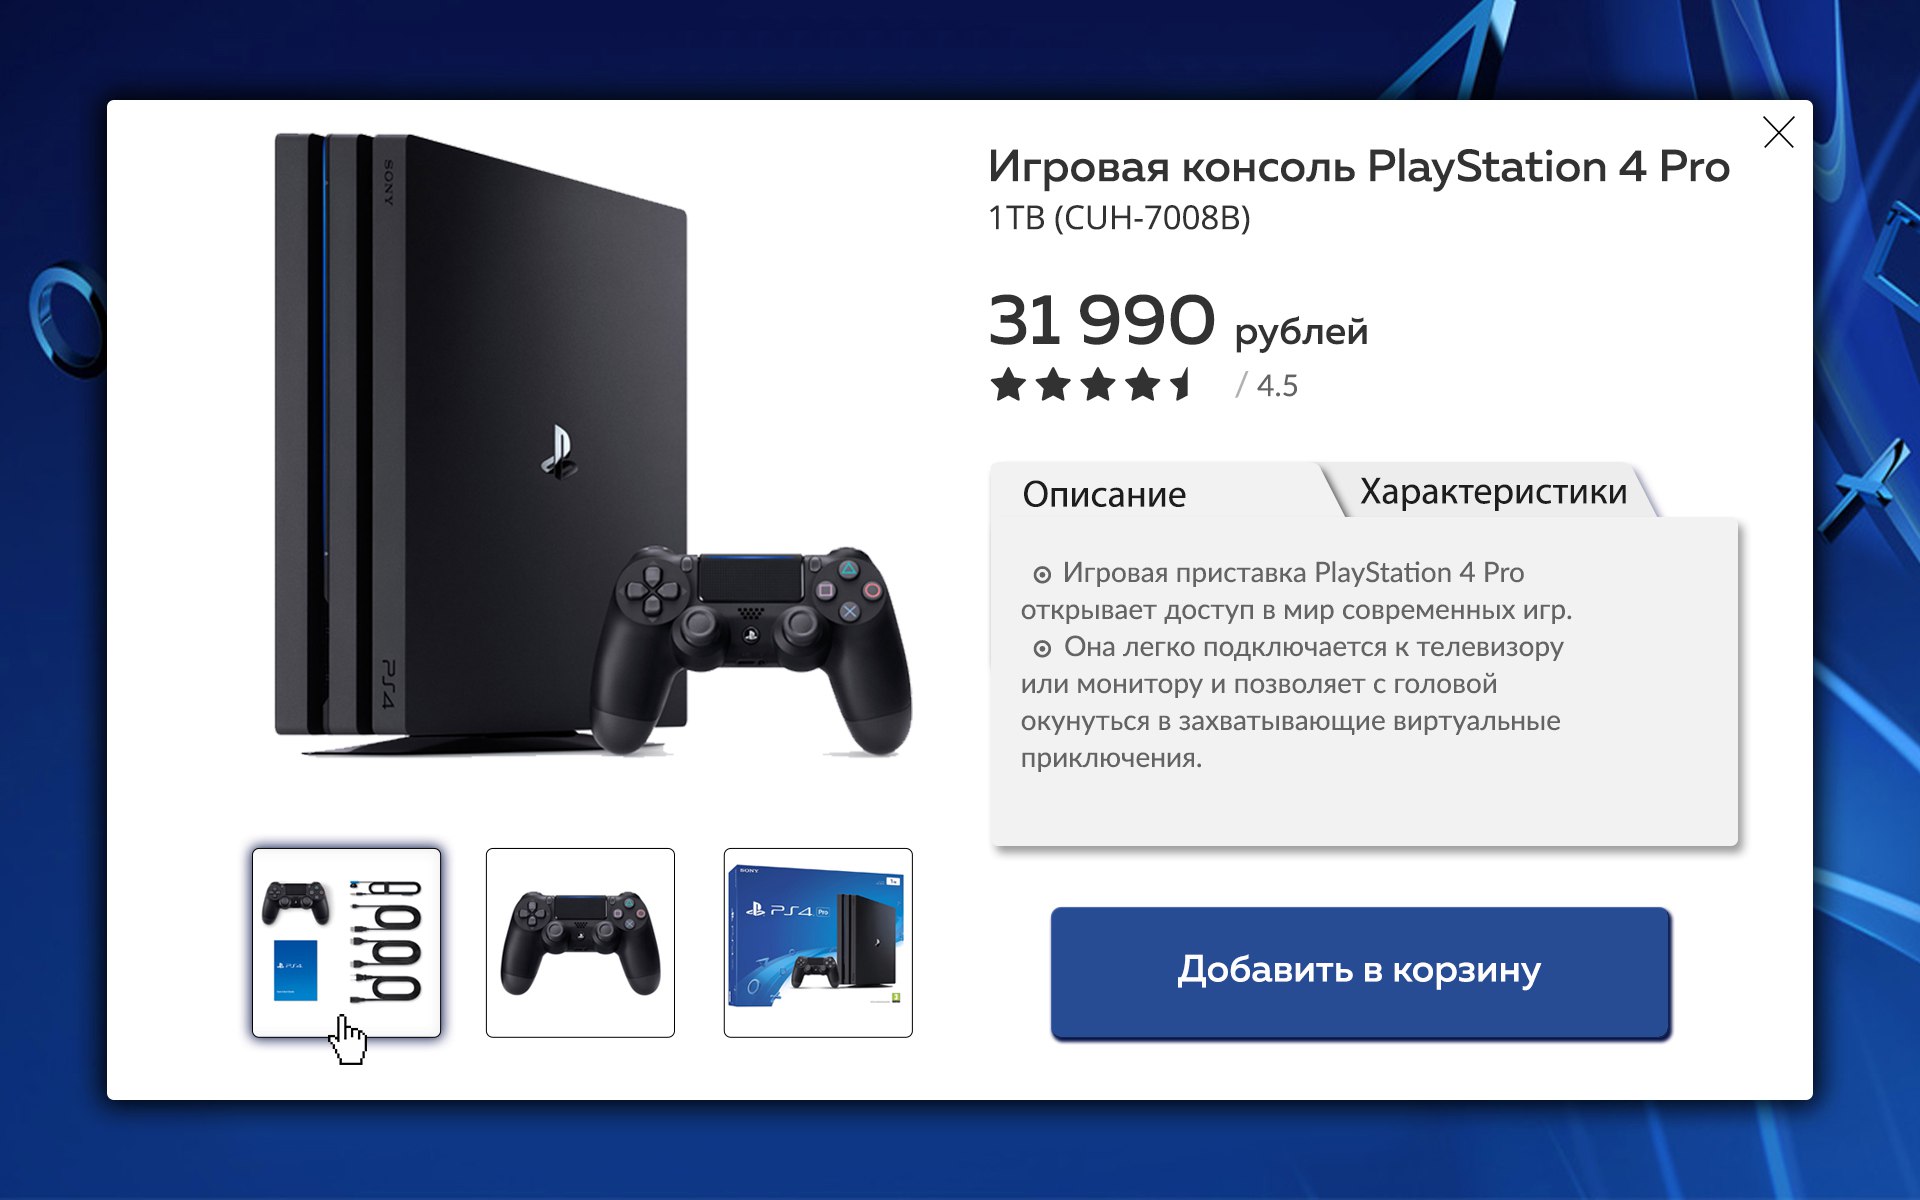 Игровая консоль PlayStation 4 Pro
1TB (CUH-7008B)
31 990 рублей
/ 4.5
Описание
Характеристики
Игровая приставка PlayStation 4 Pro
открывает доступ в мир современных игр.
Она легко подключается к телевизору
или монитору и позволяет с головой
окунуться в захватывающие виртуальные
приключения.
Добавить в корзину
SONY
PS4
PS4
SONY
PS4 Pro